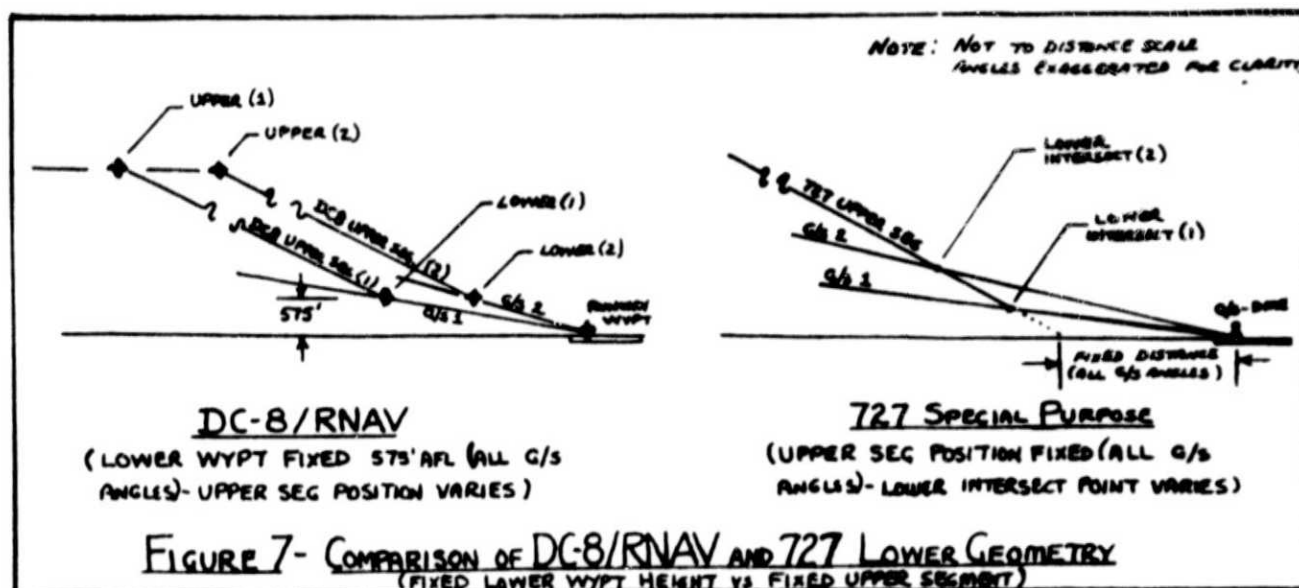 NOTE: NOT TO DISTANCE SCALE
ANGLES EXAGGERATED FOR CLARITY
UPPER (1)
UPPER (2)
LOWER (1)
LOWER (2)
DC8 UPPER SEG (1)
DC8 UPPER SEG (2)
G/S 1
G/S 2
575'
RUNWAY
WYPT
DC-8/RNAV
(LOWER WYPT FIXED 575' AFL (ALL G/S
ANGLES)-UPPER SEG POSITION VARIES)
LOWER
INTERSECT (2)
LOWER
INTERSECT (1)
727 UPPER SEG
G/S 2
G/S 1
G/S-DME
FIXED DISTANCE
(ALL G/S ANGLES)
727 SPECIAL PURPOSE
(UPPER SEG POSITION FIXED (ALL G/S
ANGLES)-LOWER INTERSECT POINT VARIES)
FIGURE 7- COMPARISON OF DC-8/RNAV AND 727 LOWER GEOMETRY
(FIXED LOWER WYPT HEIGHT VS FIXED UPPER SEGMENT)